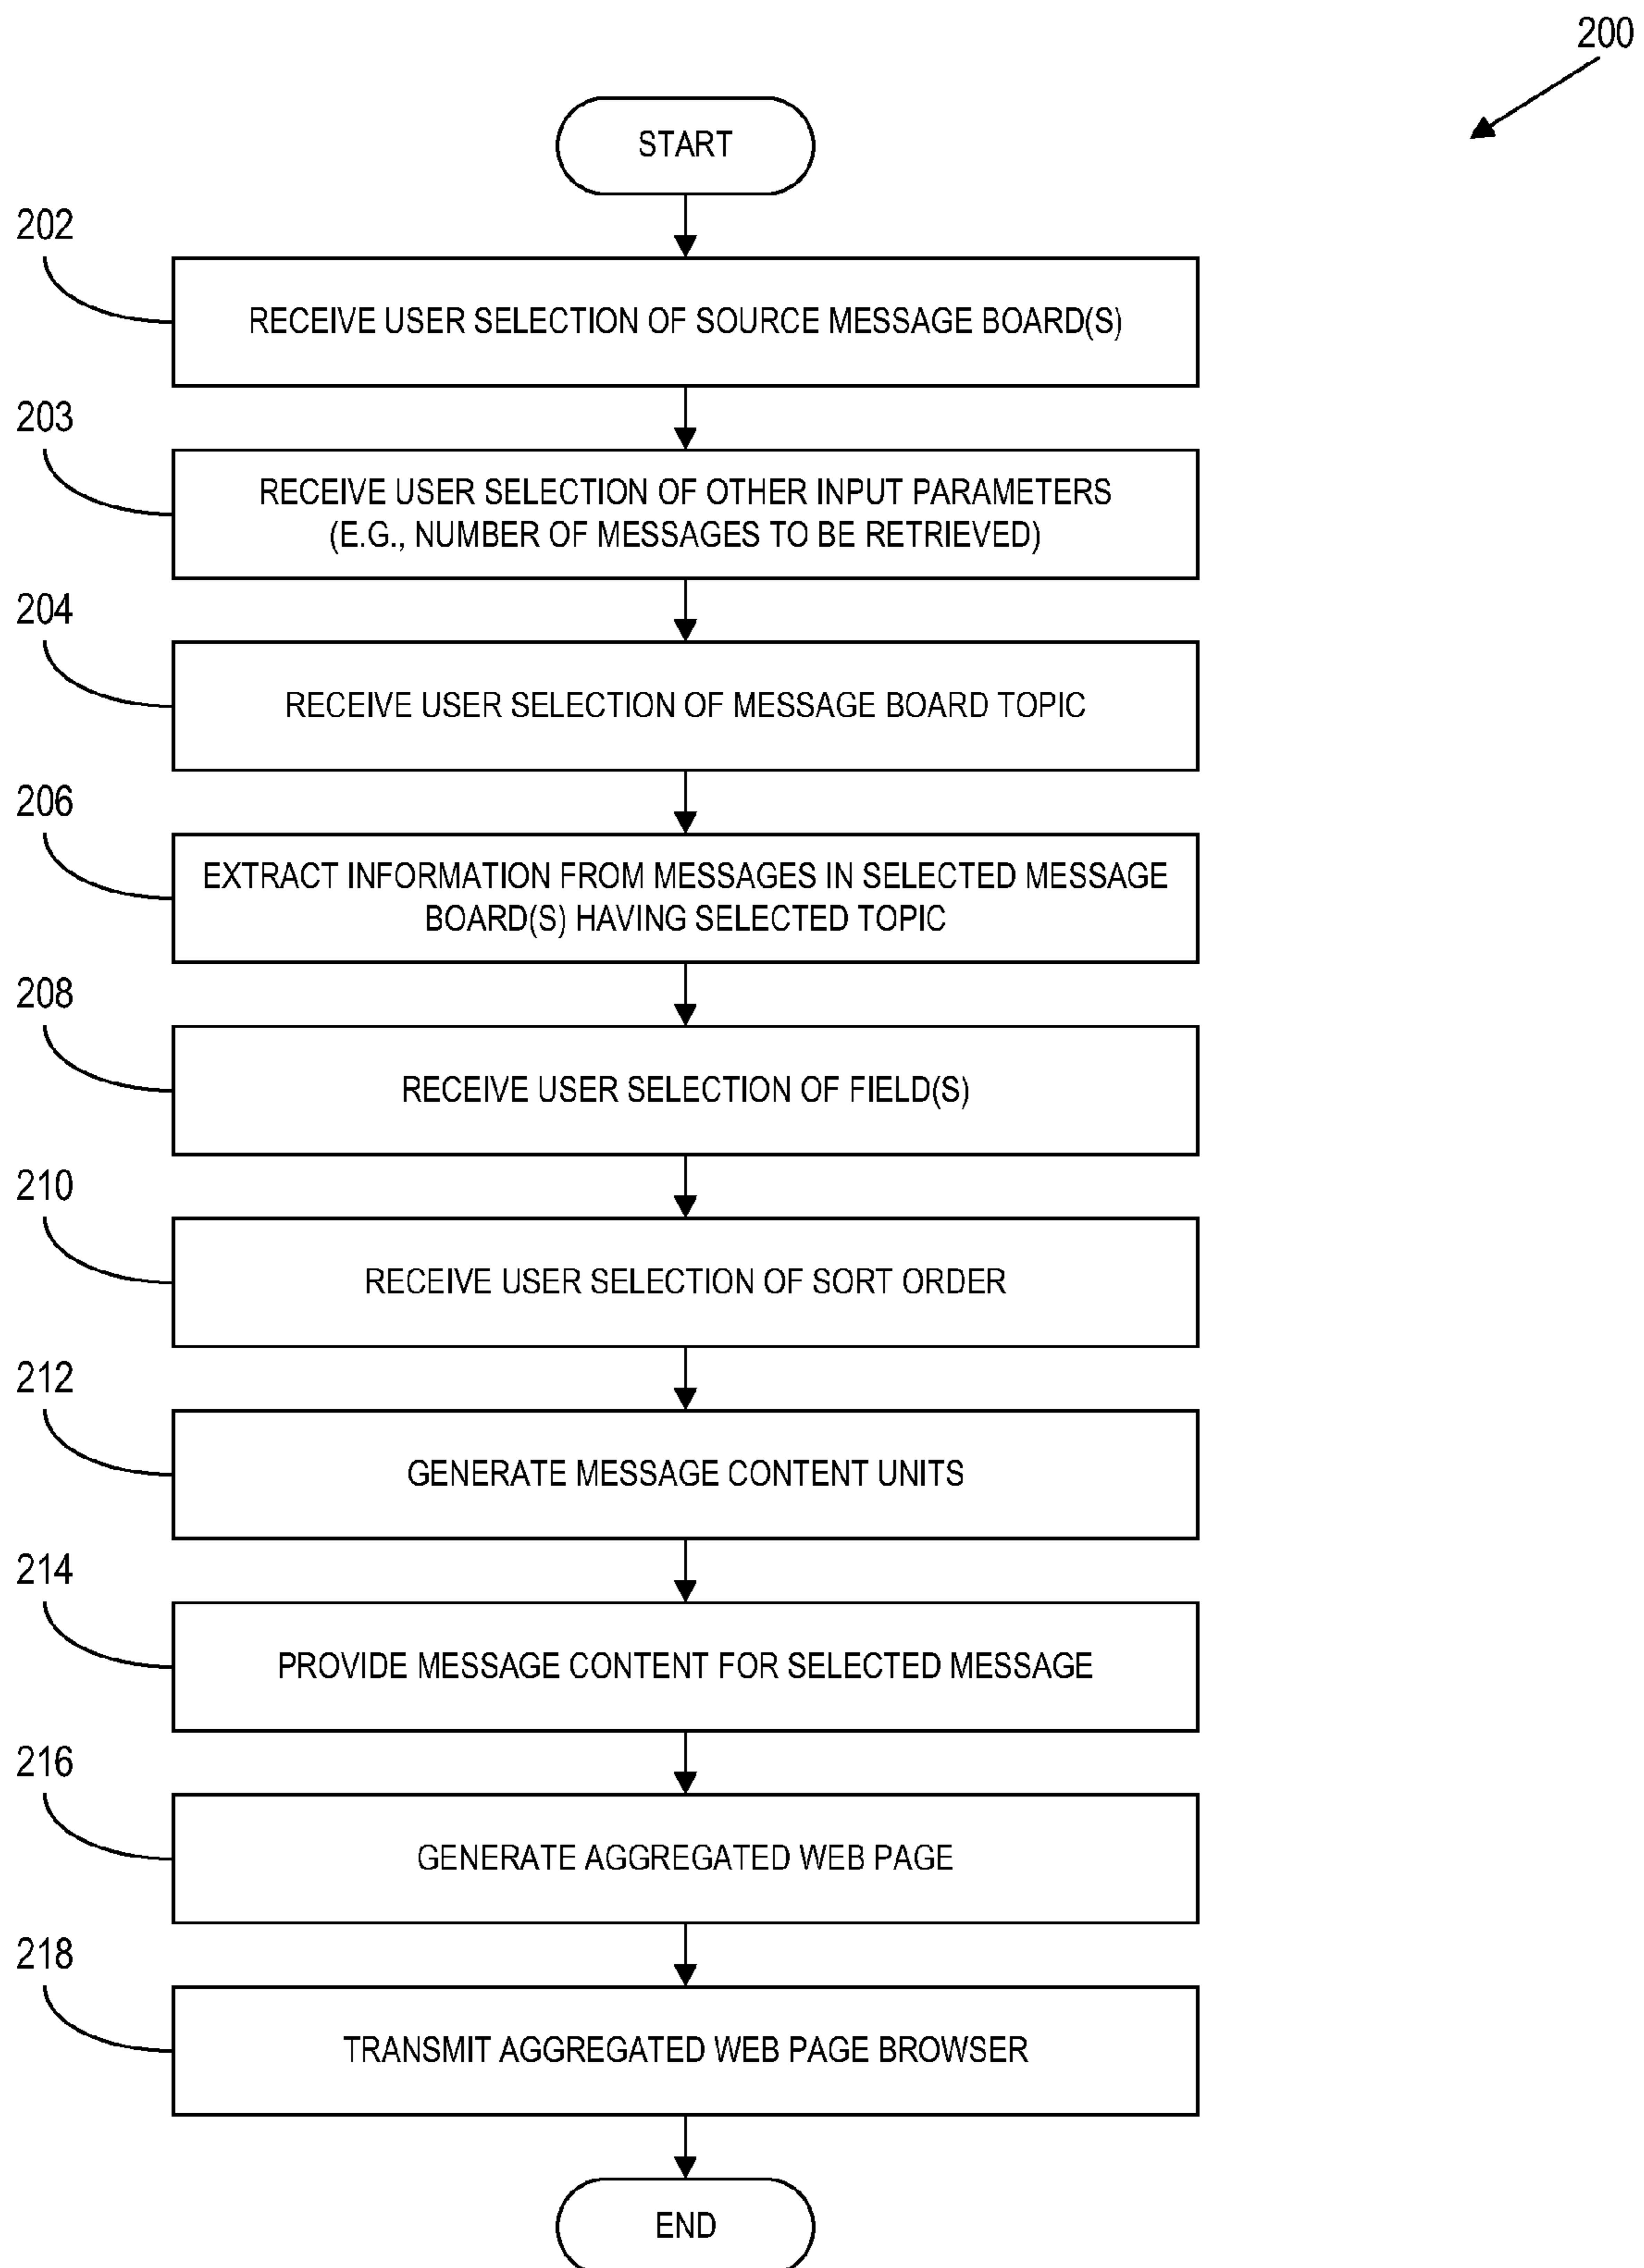 200
START
202
RECEIVE USER SELECTION OF SOURCE MESSAGE BOARD(S)
203
RECEIVE USER SELECTION OF OTHER INPUT PARAMETERS
(E.G., NUMBER OF MESSAGES TO BE RETRIEVED)
204
RECEIVE USER SELECTION OF MESSAGE BOARD TOPIC
206
EXTRACT INFORMATION FROM MESSAGES IN SELECTED MESSAGE
BOARD(S) HAVING SELECTED TOPIC
208
RECEIVE USER SELECTION OF FIELD(S)
210
RECEIVE USER SELECTION OF SORT ORDER
212
GENERATE MESSAGE CONTENT UNITS
214
PROVIDE MESSAGE CONTENT FOR SELECTED MESSAGE
216
GENERATE AGGREGATED WEB PAGE
218
TRANSMIT AGGREGATED WEB PAGE BROWSER
END